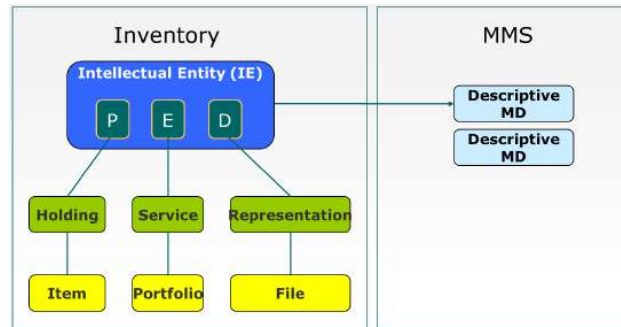 Inventory
MMS
Intellectual Entity (IE)
P E D
Descriptive
MD
Descriptive
MD
Holding Service Representation
Item Portfolio File